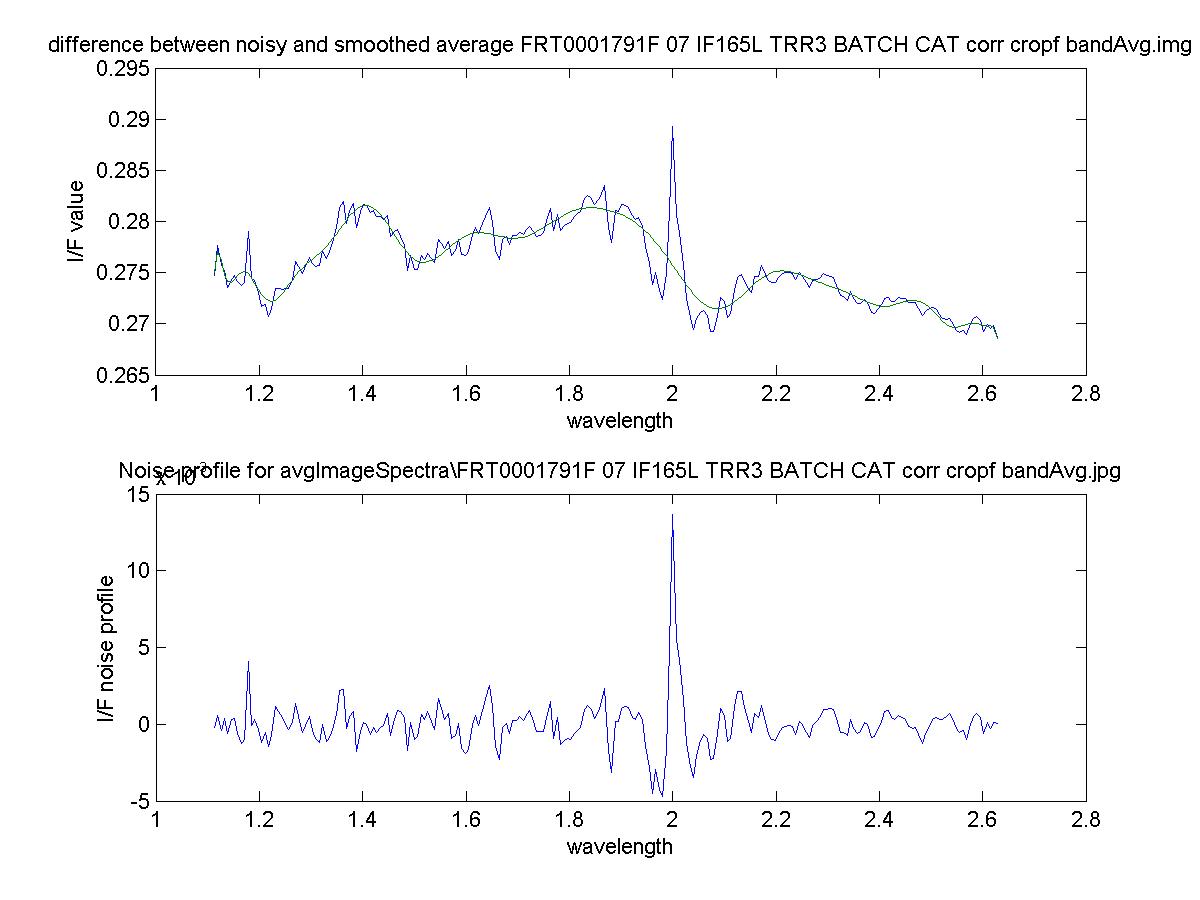 difference between noisy and smoothed average FRT0001791F 07 IF165L TRR3 BATCH CAT corr cropf bandAvg.img
0.295
0.29
0.285
0.28
0.275
0.27
0.265
I/F value
1 1.2 1.4 1.6 1.8 2 2.2 2.4 2.6 2.8
wavelength
Noise profile for avgImageSpectra\FRT0001791F 07 IF165L TRR3 BATCH CAT corr cropf bandAvg.jpg
x 10-3
15
10
5
0
-5
I/F noise profile
1 1.2 1.4 1.6 1.8 2 2.2 2.4 2.6 2.8
wavelength